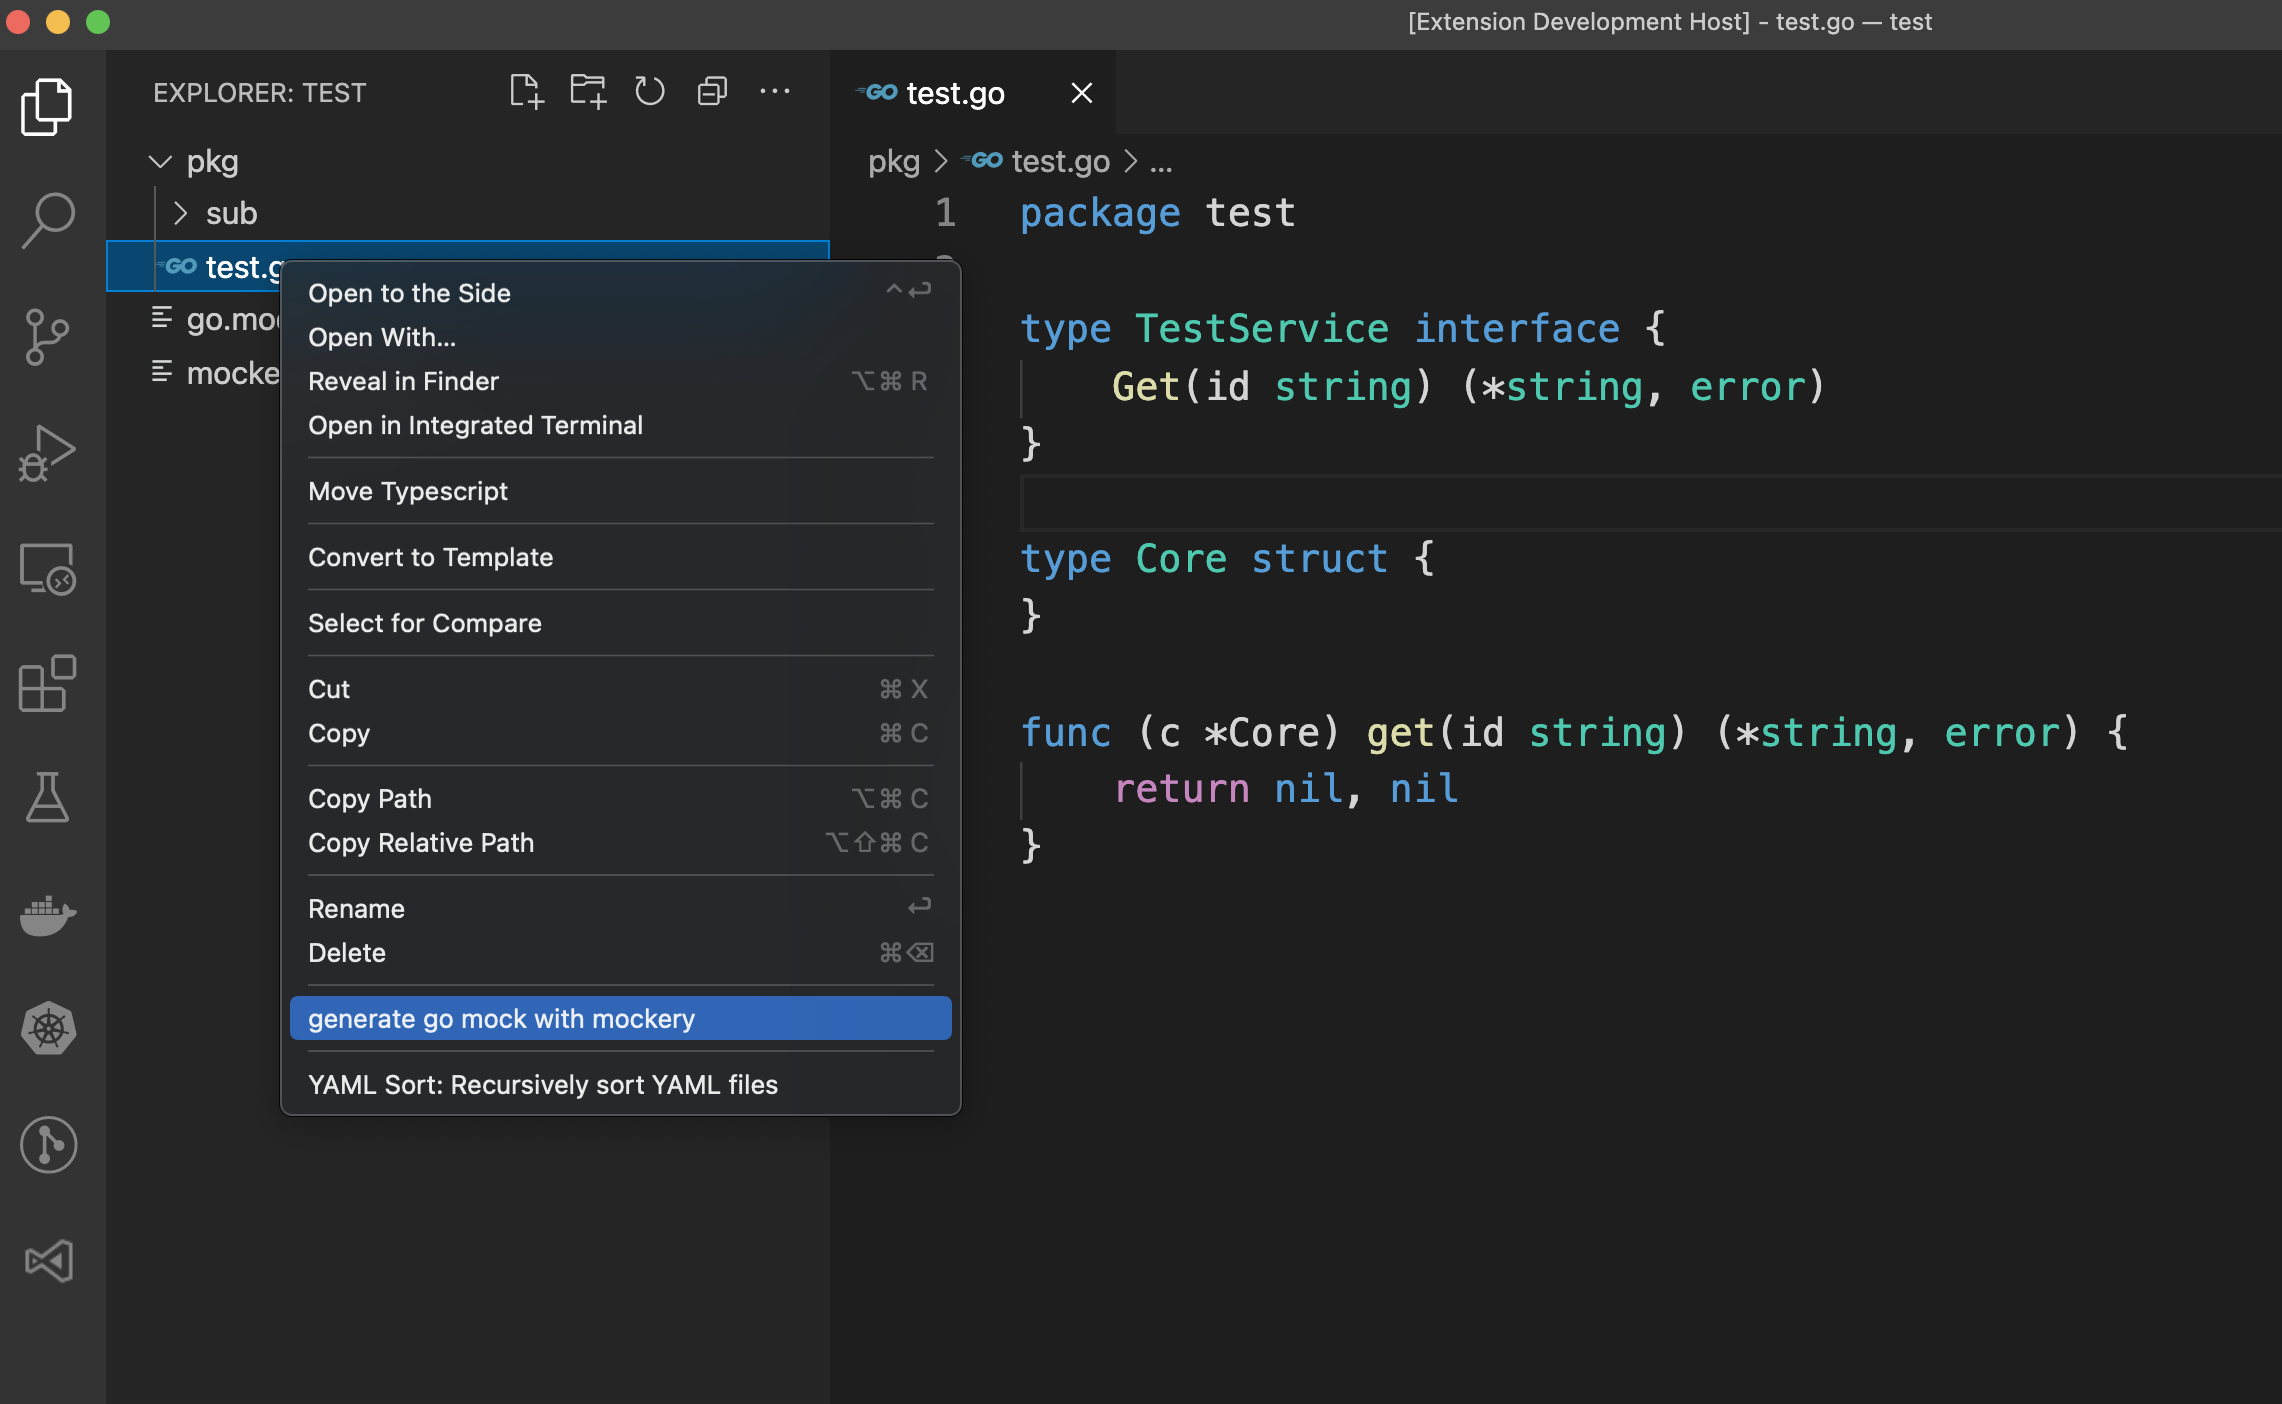 [Extension Development Host] - test.go — test
EXPLORER: TEST
pkg
sub
GO test.g
go.mo
mocke
Open to the Side ^↩
Open With...
Reveal in Finder ⌥⌘ R
Open in Integrated Terminal
Move Typescript
Convert to Template
Select for Compare
Cut ⌘ X
Copy ⌘ C
Copy Path ⌥⌘ C
Copy Relative Path ⌥⇧⌘ C
Rename ↩
Delete ⌘⌫
generate go mock with mockery
YAML Sort: Recursively sort YAML files
GO test.go
pkg > GO test.go > ...
1 package test
type TestService interface {
Get(id string) (*string, error)
}
type Core struct {
}
func (c *Core) get(id string) (*string, error) {
return nil, nil
}